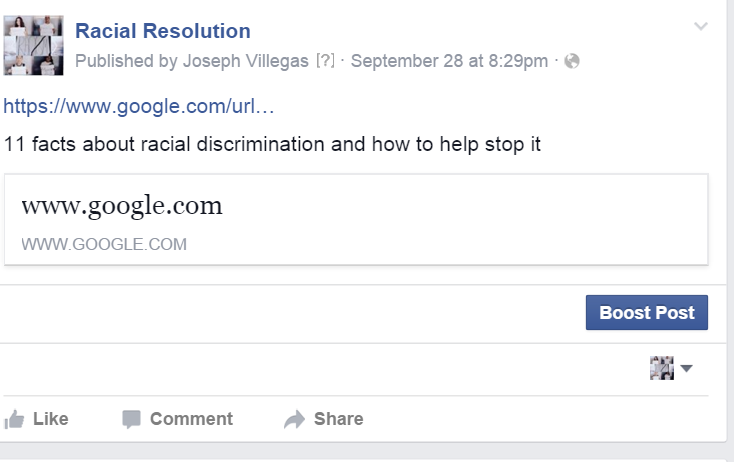 Racial Resolution
Published by Joseph Villegas [?] · September 28 at 8:29pm ·
https://www.google.com/url...
11 facts about racial discrimination and how to help stop it
www.google.com
WWW.GOOGLE.COM
Boost Post
Like Comment Share